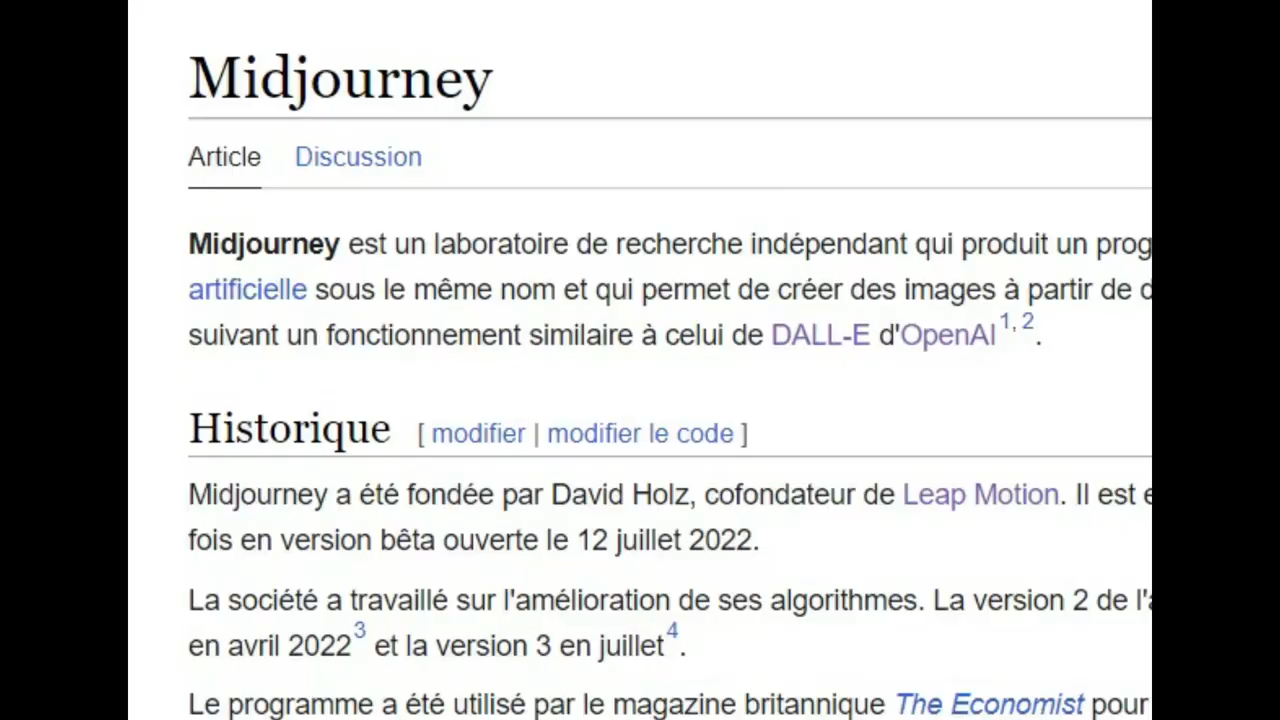 Midjourney
Article Discussion
Midjourney est un laboratoire de recherche indépendant qui produit un prog
artificielle sous le même nom et qui permet de créer des images à partir de d
suivant un fonctionnement similaire à celui de DALL-E d'OpenAI1, 2.
Historique [ modifier | modifier le code ]
Midjourney a été fondée par David Holz, cofondateur de Leap Motion. Il est e
fois en version bêta ouverte le 12 juillet 2022.
La société a travaillé sur l'amélioration de ses algorithmes. La version 2 de l'a
en avril 20223 et la version 3 en juillet4.
Le programme a été utilisé par le magazine britannique The Economist pour